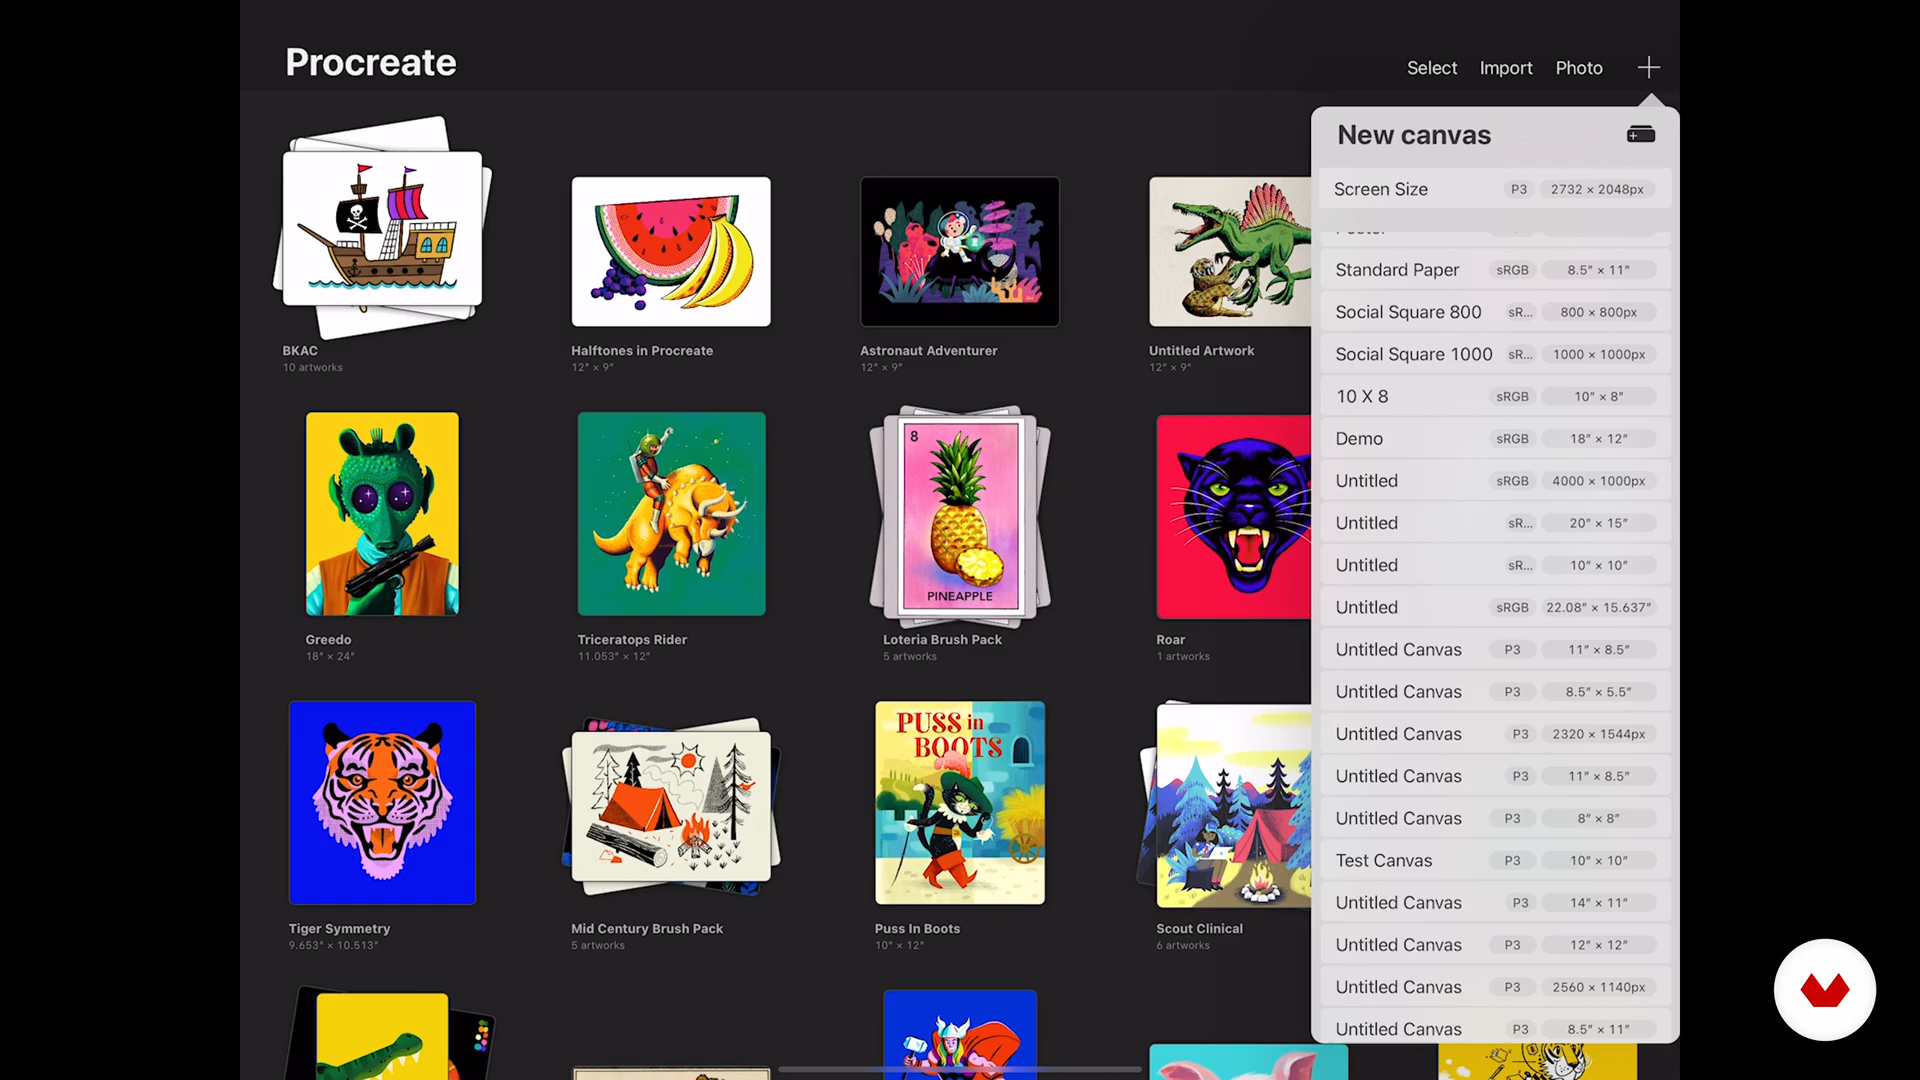 Procreate
Select Import Photo
New canvas
Screen Size P3 2732 × 2048px
Standard Paper sRGB 8.5" × 11"
Social Square 800 sR... 800 × 800px
Social Square 1000 sR... 1000 × 1000px
10 X 8 sRGB 10" × 8"
Demo sRGB 18" × 12"
Untitled sRGB 4000 × 1000px
Untitled sR... 20" × 15"
Untitled sR... 10" × 10"
Untitled sRGB 22.08" × 15.637"
Untitled Canvas P3 11" × 8.5"
Untitled Canvas P3 8.5" × 5.5"
Untitled Canvas P3 2320 × 1544px
Untitled Canvas P3 11" × 8.5"
Untitled Canvas P3 8" × 8"
Test Canvas P3 10" × 10"
Untitled Canvas P3 14" × 11"
Untitled Canvas P3 12" × 12"
Untitled Canvas P3 2560 × 1140px
Untitled Canvas P3 8.5" × 11"
BKAC
10 artworks
Halftones in Procreate
12" × 9"
Astronaut Adventurer
12" × 9"
Untitled Artwork
12" × 9"
8
PINEAPPLE
Greedo
18" × 24"
Triceratops Rider
11.053" × 12"
Loteria Brush Pack
5 artworks
Roar
1 artworks
PUSS in
BOOTS
Tiger Symmetry
9.653" × 10.513"
Mid Century Brush Pack
5 artworks
Puss In Boots
10" × 12"
Scout Clinical
6 artworks